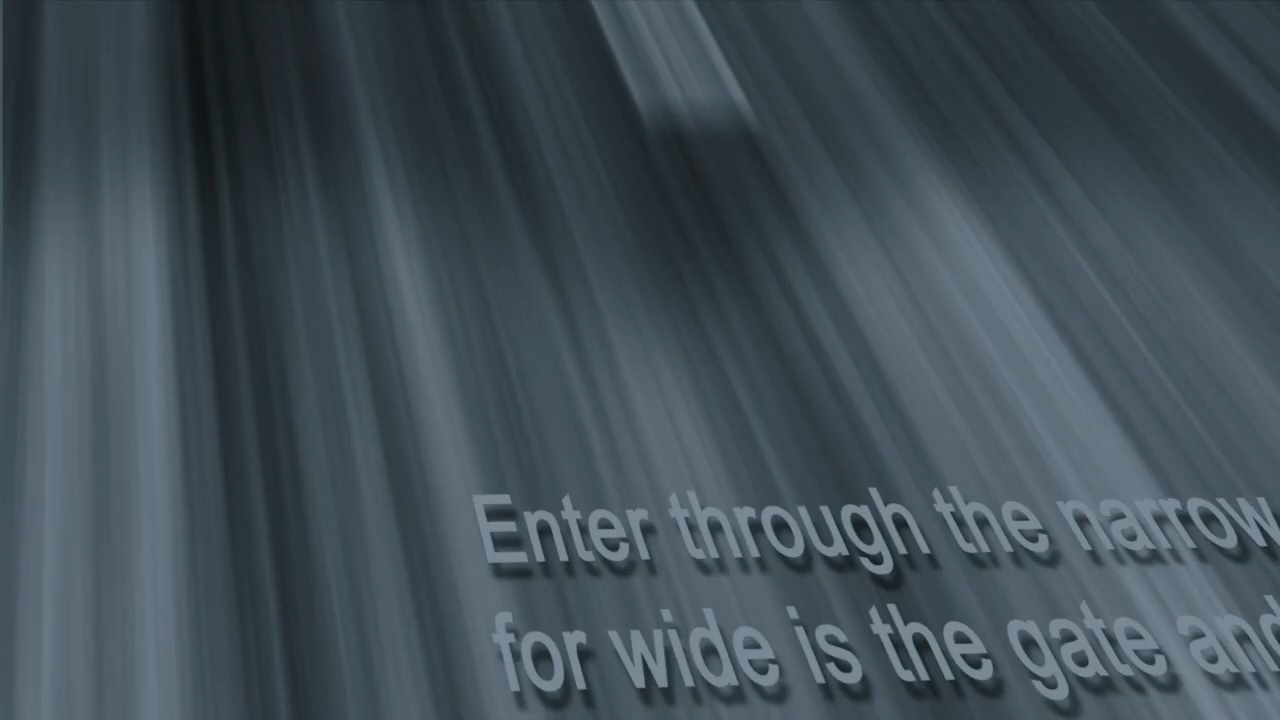 Enter through the narrow
for wide is the gate and